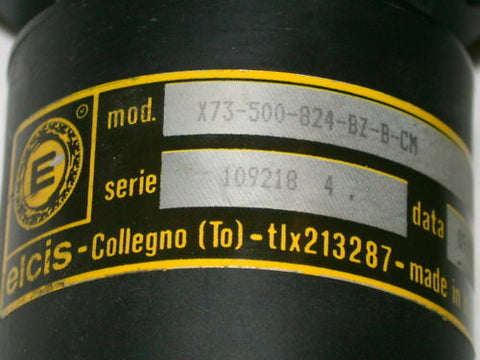 mod. X73-500-824-BZ-B-CM
serie 109218 4 . data
elcis - Collegno (To) - tlx213287 - made in